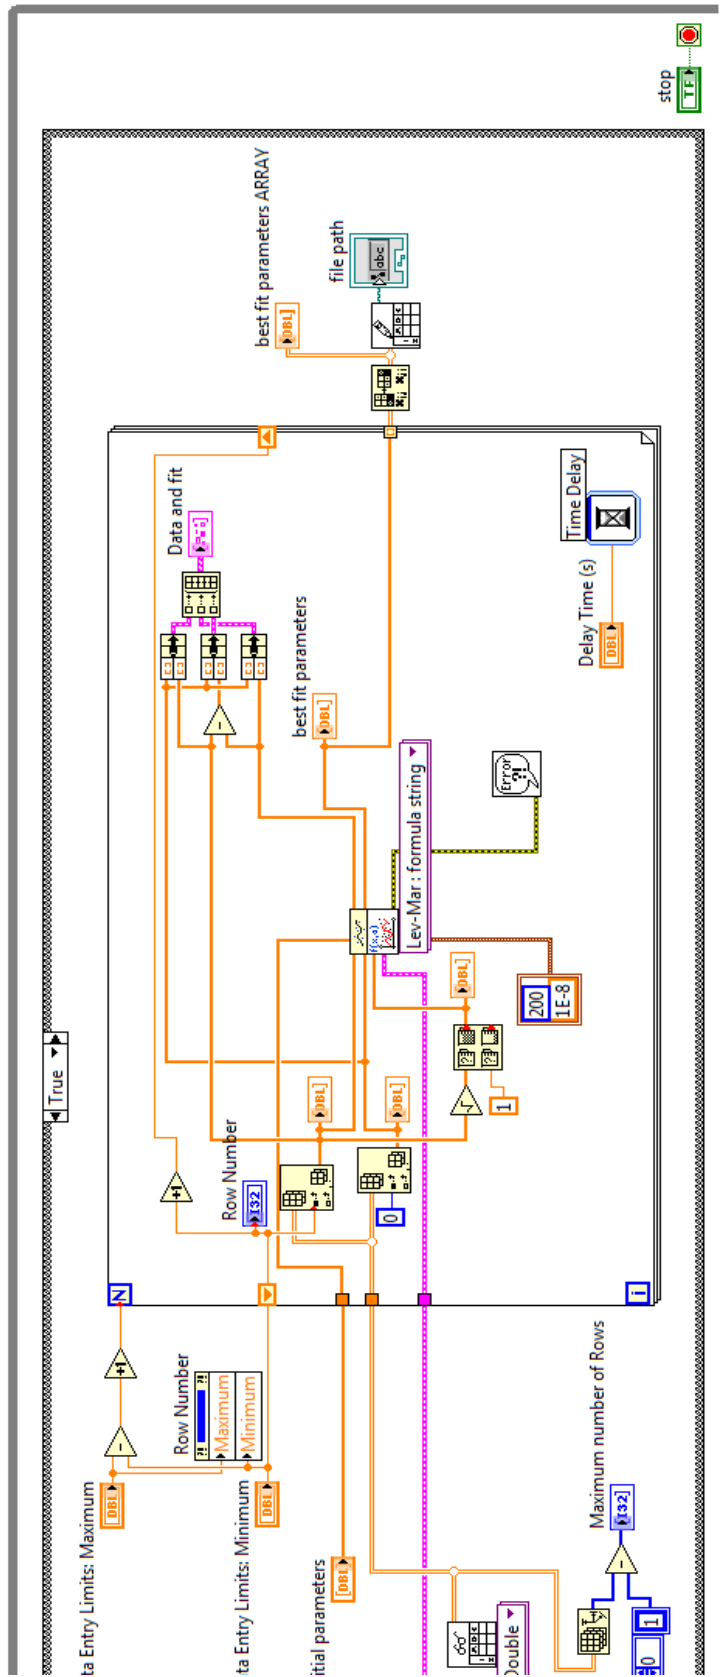 stop
TF
True
best fit parameters ARRAY
DBL]
file path
abc
Data and fit
best fit parameters
DBL]
Time Delay
Delay Time (s)
DBL
Lev-Mar : formula string
f(x,a)
Error
?!
200
1E-8
DBL]
DBL]
DBL]
1
0
Row Number
I32
+1
N
i
+1
Row Number
Maximum
Minimum
ta Entry Limits: Maximum
DBL
ta Entry Limits: Minimum
DBL
itial parameters
[DBL
Maximum number of Rows
I32]
Double
1
0